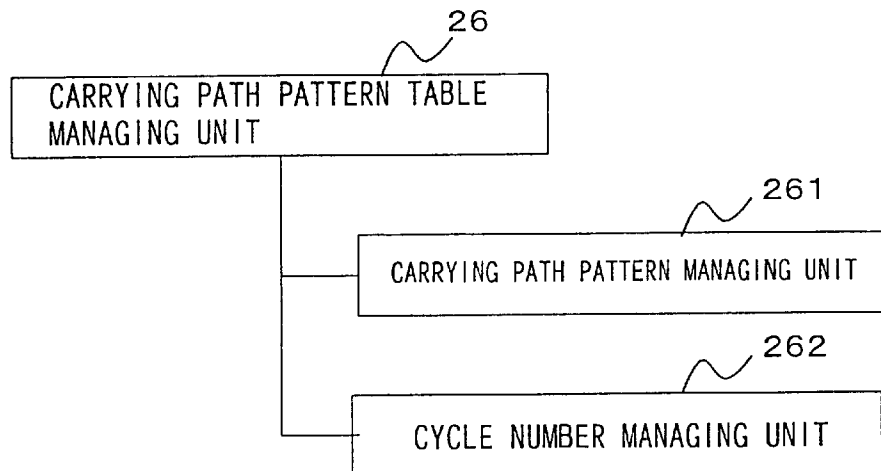 26
CARRYING PATH PATTERN TABLE
MANAGING UNIT
261
CARRYING PATH PATTERN MANAGING UNIT
262
CYCLE NUMBER MANAGING UNIT